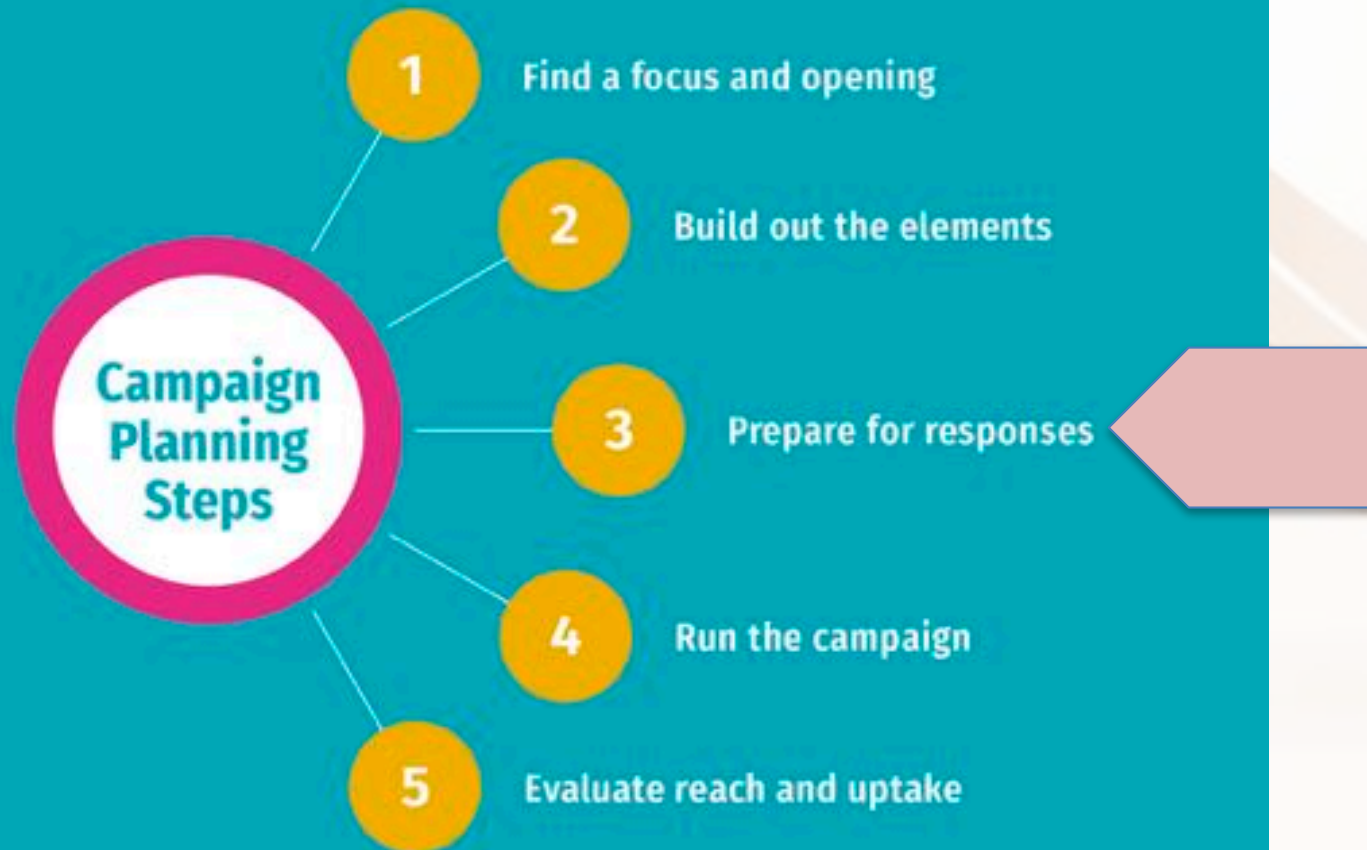 1 Find a focus and opening
2 Build out the elements
Campaign
Planning
Steps
3 Prepare for responses
4 Run the campaign
5 Evaluate reach and uptake